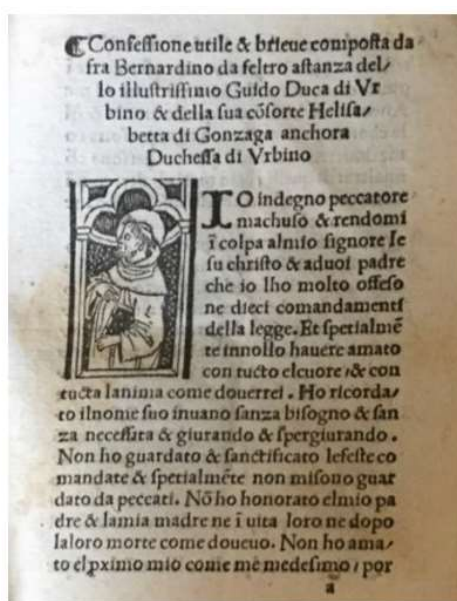 ☾Confessione utile & brieue composta da
fra Bernardino da feltro astanza del/
lo illustrissimo Guido Duca di Vr
bino & della sua cōsorte Helisa/
betta di Gonzaga anchora
Duchessa di Vrbino
IO indegno peccatore
machuso & rendomi
ī colpa almio signore Ie
su christo & aduoi padre
che io lho molto offeso
ne dieci comandamenti
della legge. Et spetialmē
te innollo hauere amato
con tucto elcuore / & con
tucta lanima come douerrei. Ho ricorda/
to ilnome suo inuano sanza bisogno & san
za necessita & giurando & spergiurando.
Non ho guardato & sanctificato lefeste co
mandate & spetialmēte non misono guar
dato da peccati. Nō ho honorato elmio pa
dre & lamia madre ne ī uita loro ne dopo
laloro morte come doueuo. Non ho ama/
to elpximo mio come me medesimo / por
a